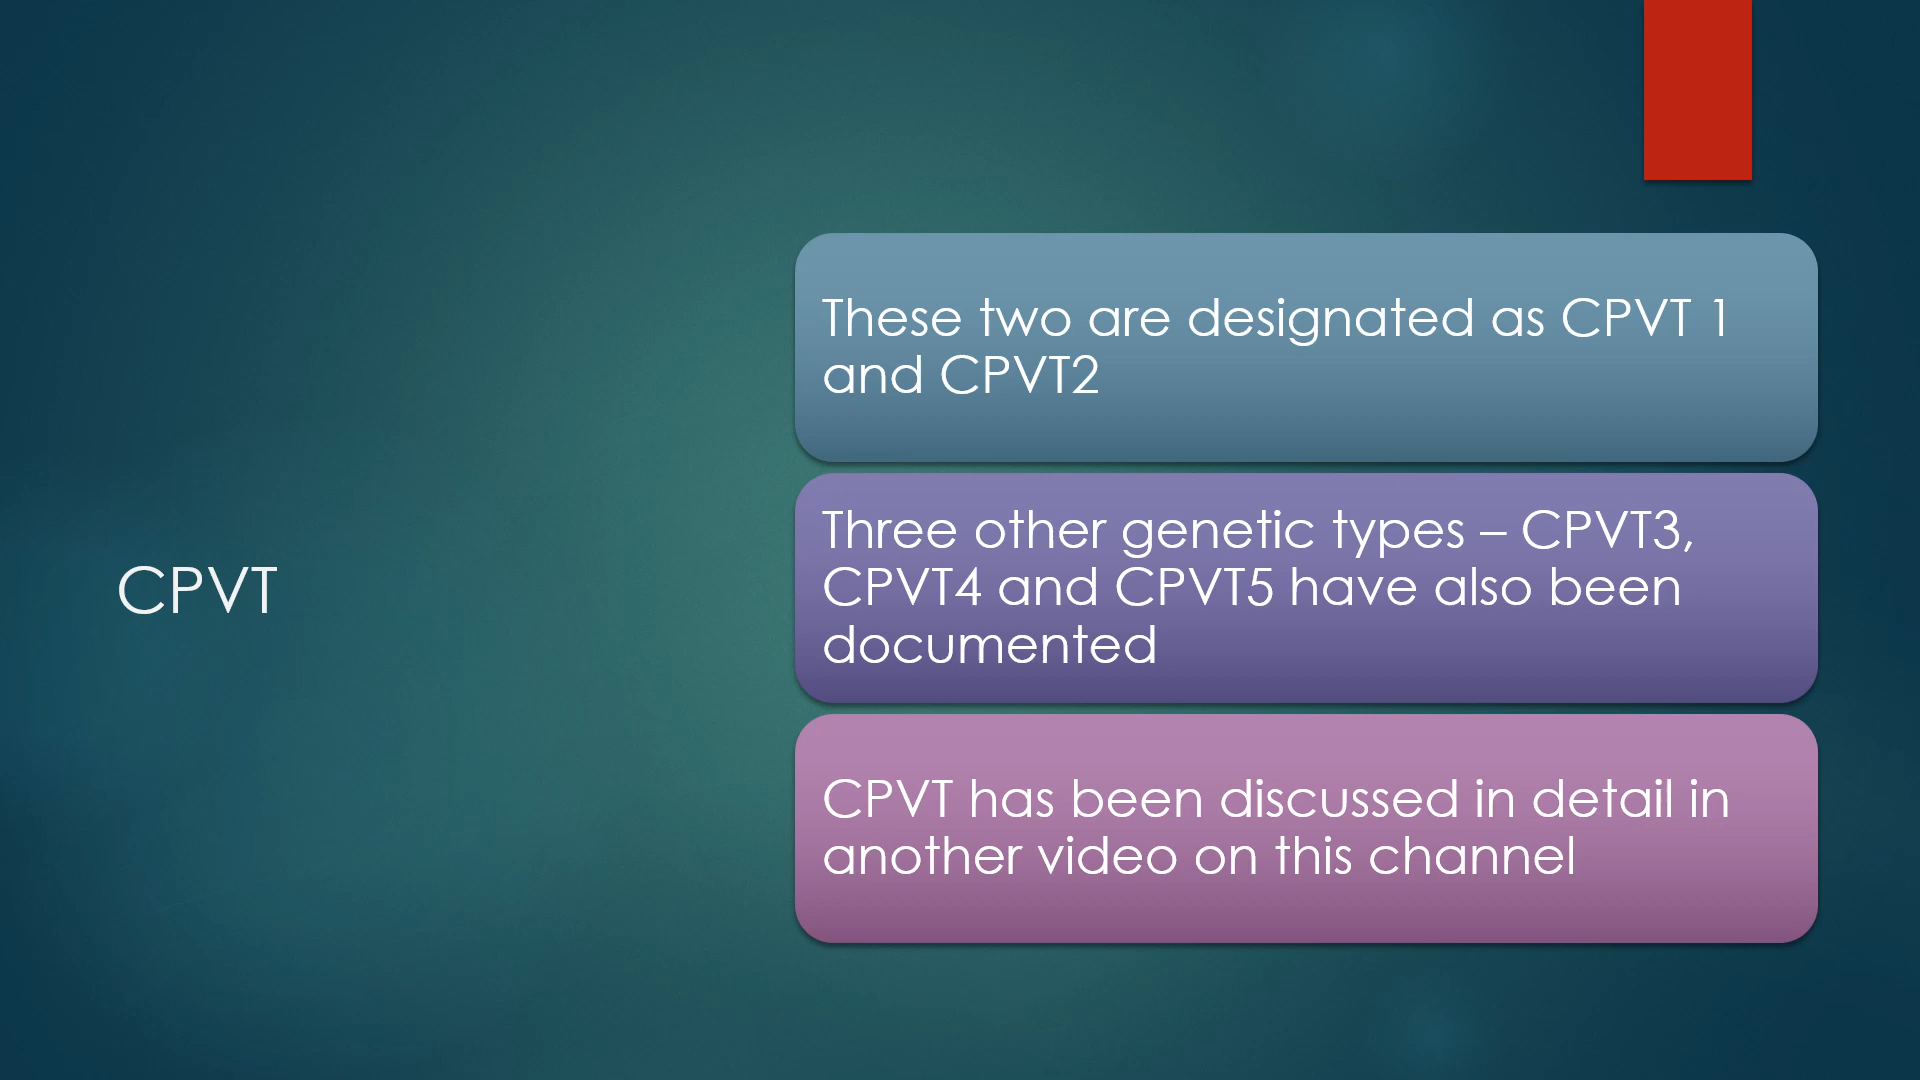 CPVT
These two are designated as CPVT 1
and CPVT2
Three other genetic types – CPVT3,
CPVT4 and CPVT5 have also been
documented
CPVT has been discussed in detail in
another video on this channel